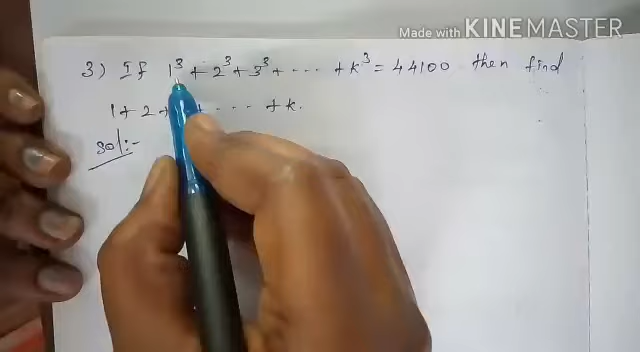 Made with KINEMASTER
3) If 1³ + 2³ + 3³ + ... + k³ = 44100 then find
1 + 2 + ... + k.
Sol:-